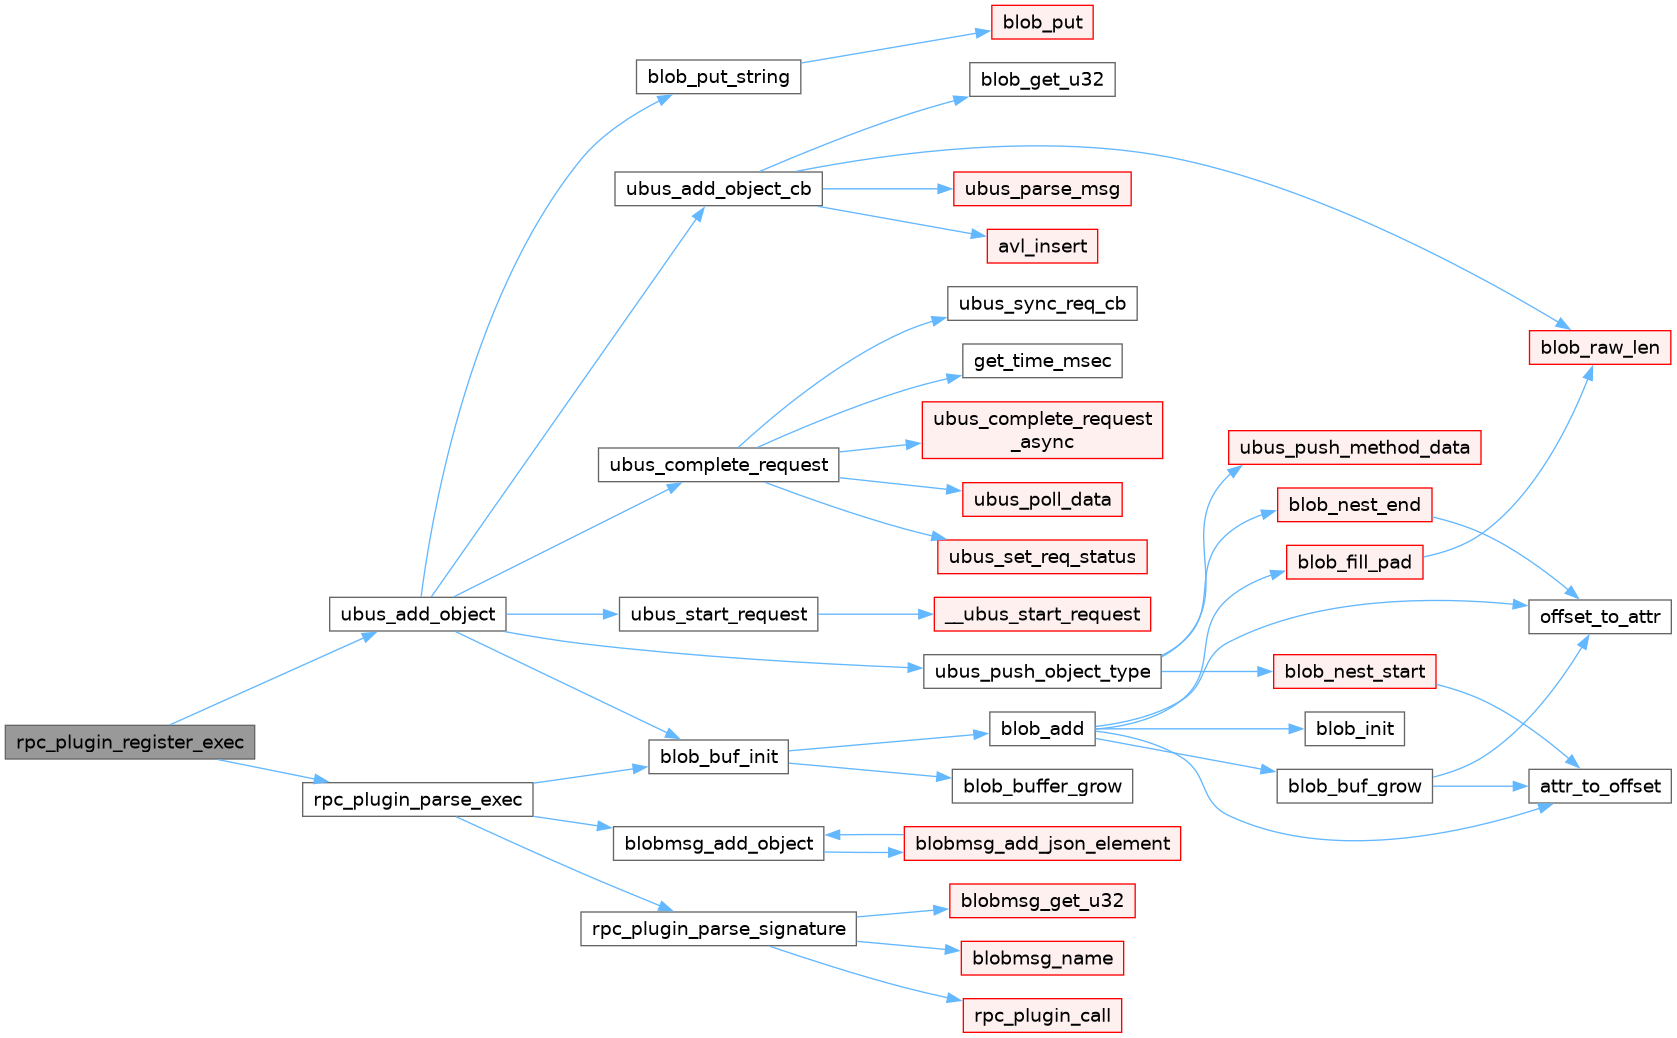 blob_put
blob_put_string
blob_get_u32
ubus_add_object_cb
ubus_parse_msg
avl_insert
ubus_sync_req_cb
blob_raw_len
get_time_msec
ubus_complete_request
_async
ubus_push_method_data
ubus_complete_request
ubus_poll_data
blob_nest_end
ubus_set_req_status
blob_fill_pad
ubus_add_object
ubus_start_request
__ubus_start_request
offset_to_attr
ubus_push_object_type
blob_nest_start
rpc_plugin_register_exec
blob_add
blob_init
blob_buf_init
blob_buffer_grow
blob_buf_grow
attr_to_offset
rpc_plugin_parse_exec
blobmsg_add_object
blobmsg_add_json_element
blobmsg_get_u32
rpc_plugin_parse_signature
blobmsg_name
rpc_plugin_call